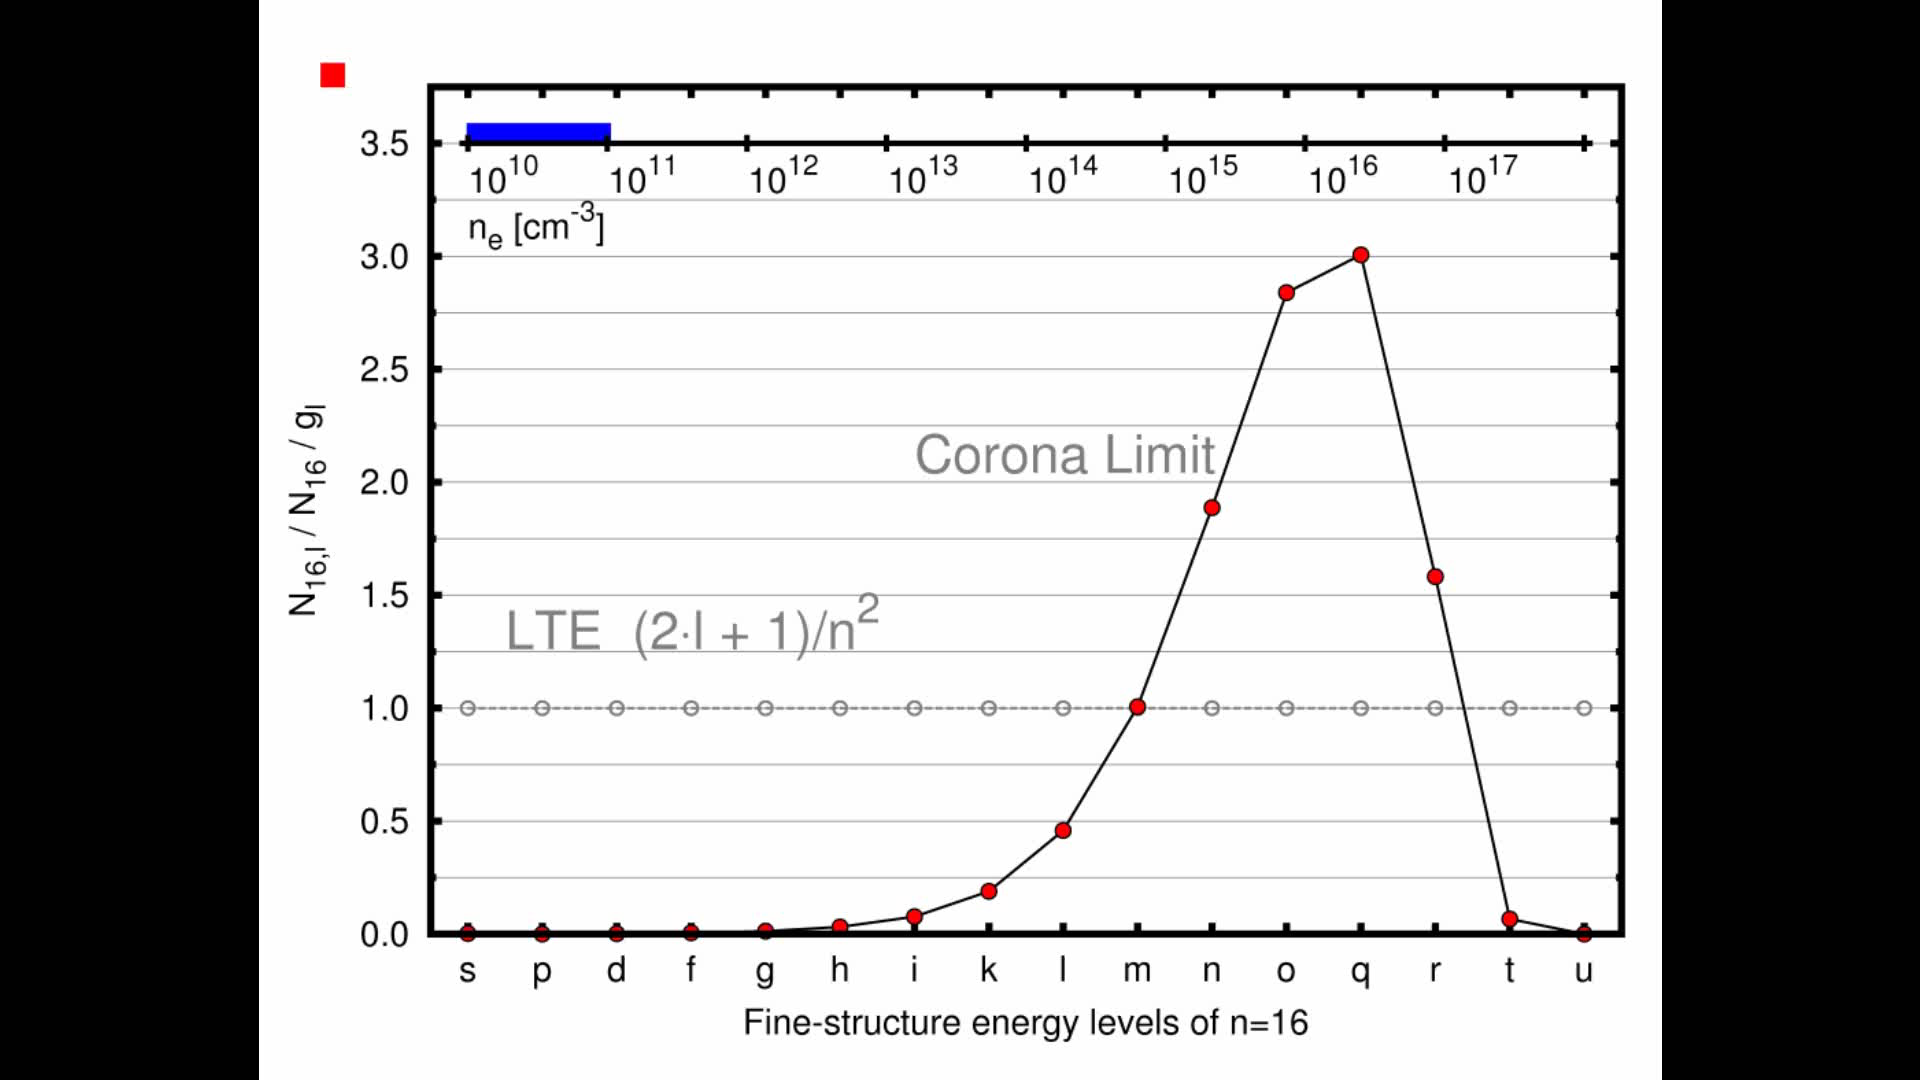 3.5
10^10 10^11 10^12 10^13 10^14 10^15 10^16 10^17
n_e [cm^-3]
3.0
2.5
Corona Limit
2.0
N_16,l / N_16 / g_l
1.5
LTE (2·l + 1)/n^2
1.0
0.5
0.0
s p d f g h i k l m n o q r t u
Fine-structure energy levels of n=16